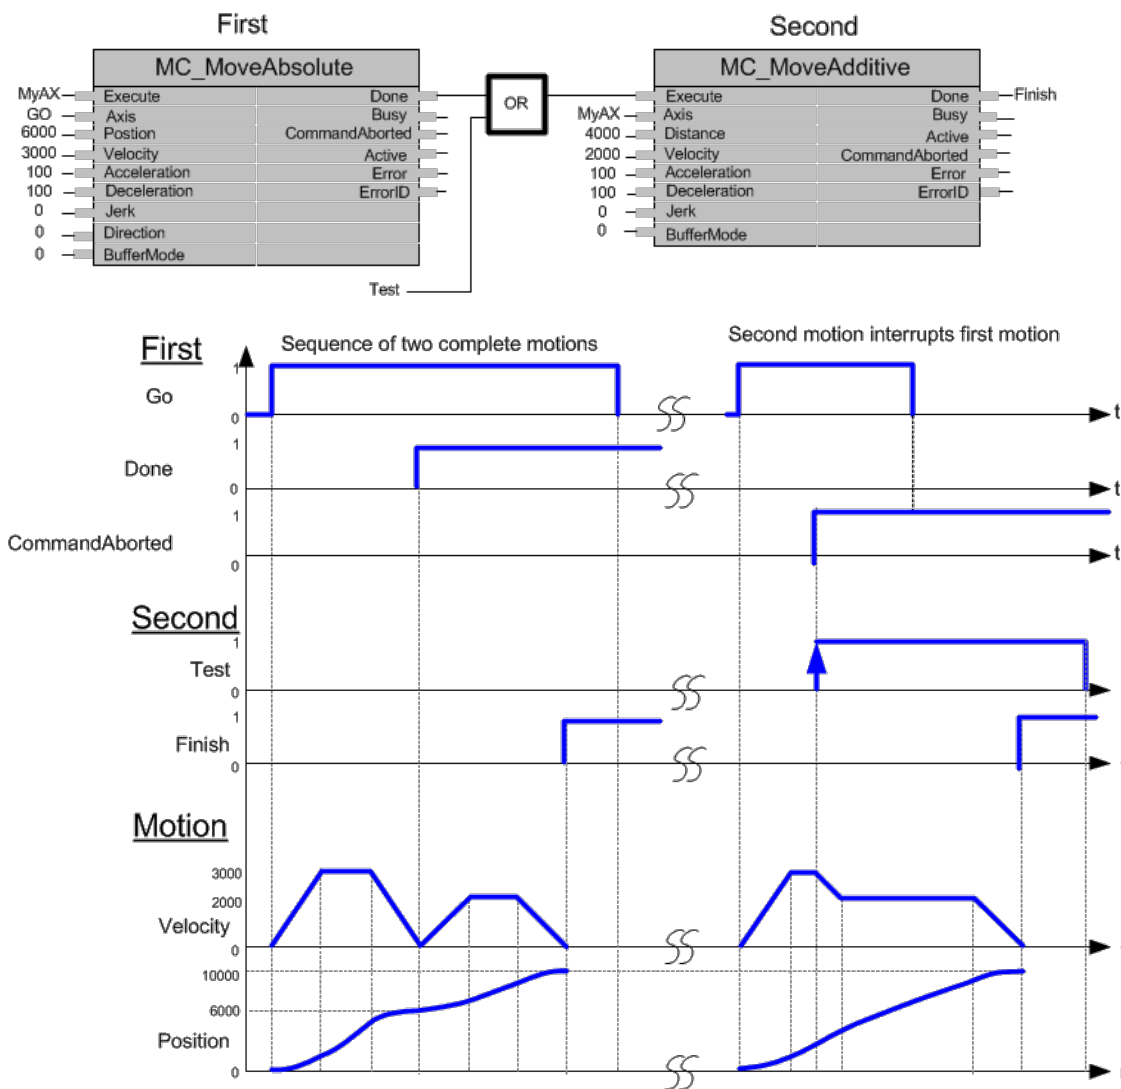 First
Second
MC_MoveAbsolute
MC_MoveAdditive
MyAX
Execute
Done
OR
Execute
Done
Finish
GO
Axis
Busy
MyAX
Axis
Busy
6000
Postion
CommandAborted
4000
Distance
Active
3000
Velocity
Active
2000
Velocity
CommandAborted
100
Acceleration
Error
100
Acceleration
Error
100
Deceleration
ErrorID
100
Deceleration
ErrorID
0
Jerk
0
Jerk
0
Direction
0
BufferMode
0
BufferMode
Test
First
Sequence of two complete motions
Second motion interrupts first motion
1
Go
0
t
1
Done
0
t
1
CommandAborted
0
t
Second
1
Test
0
1
Finish
0
Motion
3000
2000
Velocity
0
10000
6000
Position
0